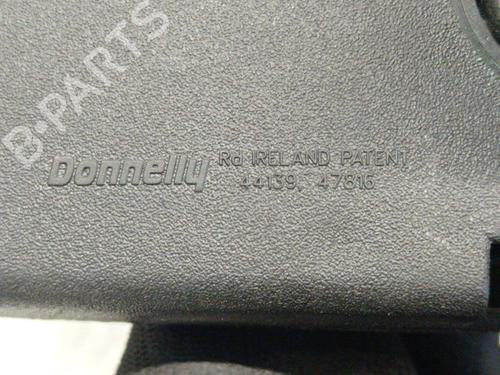 B-PARTS
Donnelly Rd IRELAND PATENT
44139, 47816